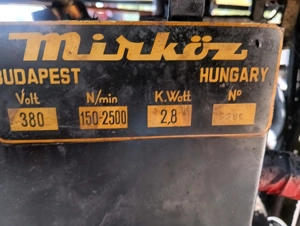 Mirköz
BUDAPEST HUNGARY
Volt N/min K.Watt Nº
380 150-2500 2,8